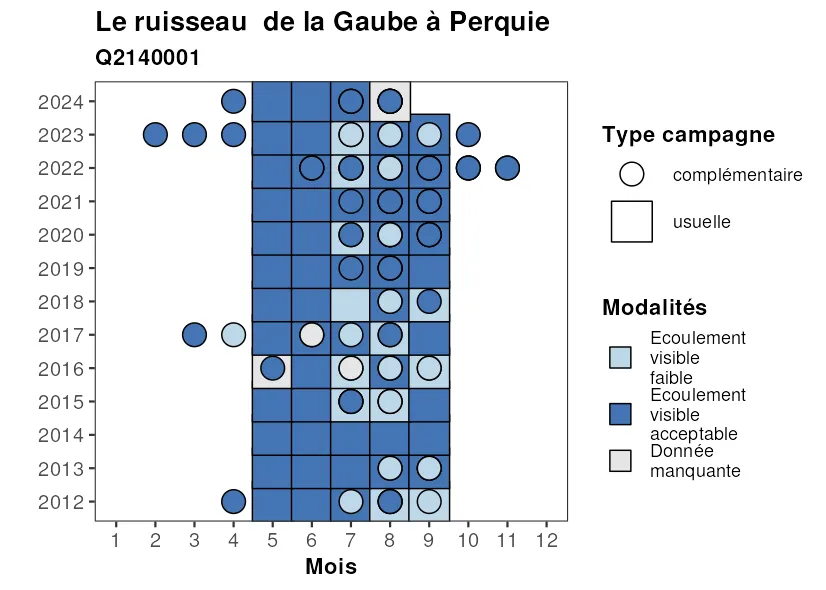 Le ruisseau  de la Gaube à Perquie
Q2140001
2024
2023
2022
2021
2020
2019
2018
2017
2016
2015
2014
2013
2012
1 2 3 4 5 6 7 8 9 10 11 12
Mois
Type campagne
complémentaire
usuelle
Modalités
Ecoulement
visible
faible
Ecoulement
visible
acceptable
Donnée
manquante